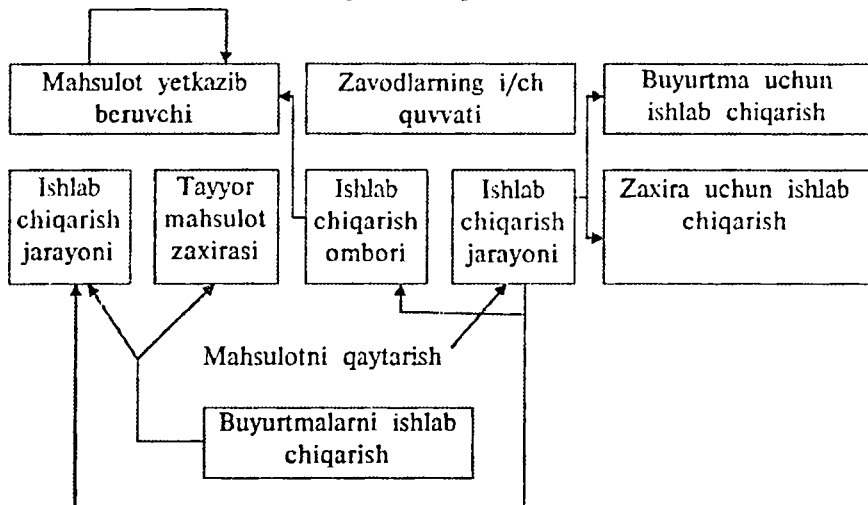 Mahsulot yetkazib
beruvchi
Zavodlarning i/ch
quvvati
Buyurtma uchun
ishlab chiqarish
Ishlab
chiqarish
jarayoni
Tayyor
mahsulot
zaxirasi
Ishlab
chiqarish
ombori
Ishlab
chiqarish
jarayoni
Zaxira uchun ishlab
chiqarish
Mahsulotni qaytarish
Buyurtmalarni ishlab
chiqarish